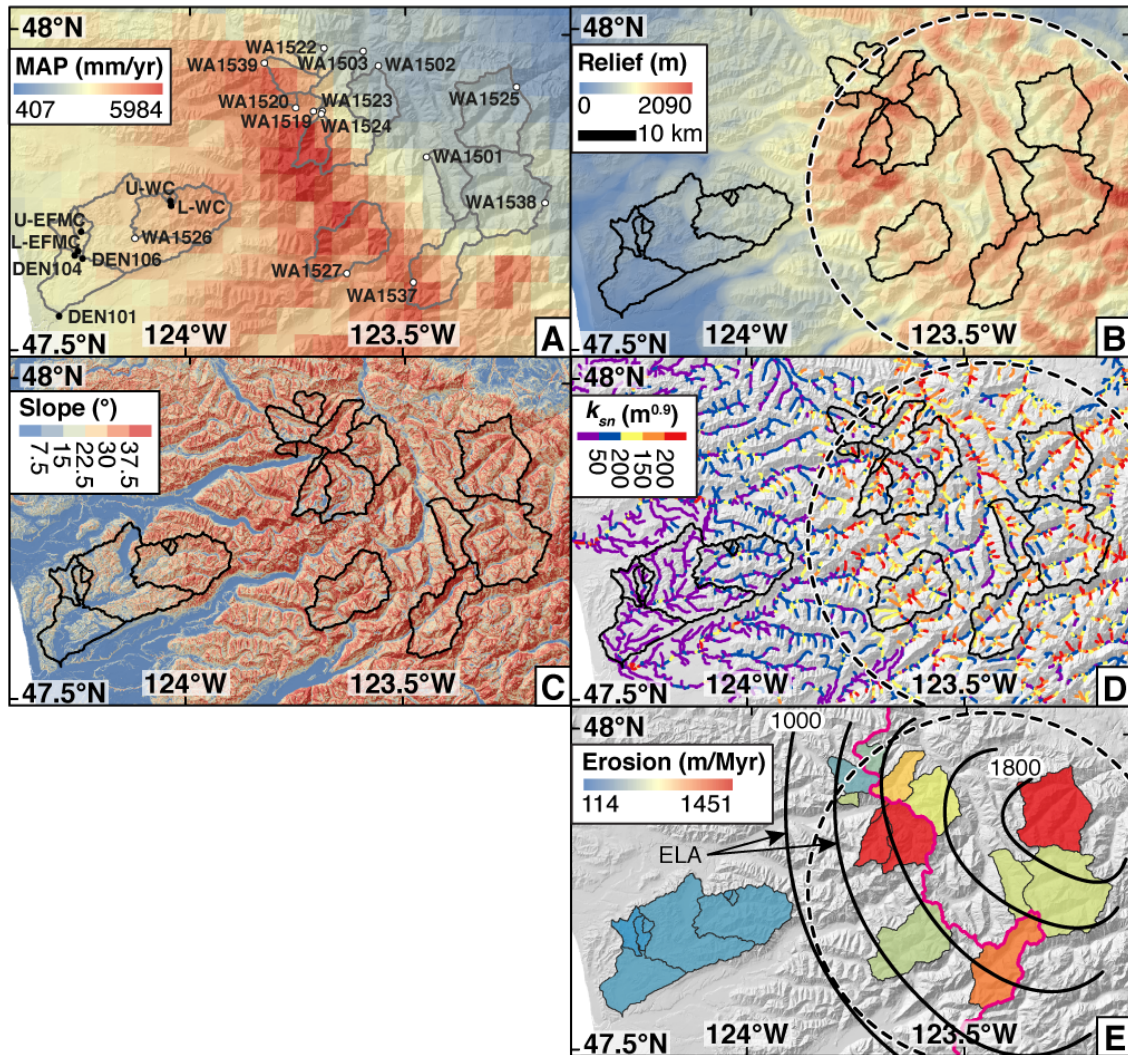 48°N
MAP (mm/yr)
407 5984
WA1522
WA1539
WA1503
WA1502
WA1520
WA1523
WA1519
WA1524
WA1525
WA1501
WA1538
U-WC
L-WC
U-EFMC
L-EFMC
WA1526
DEN104
DEN106
WA1527
WA1537
DEN101
124°W
123.5°W
47.5°N
A
48°N
Relief (m)
0 2090
10 km
124°W
123.5°W
47.5°N
B
48°N
Slope (°)
7.5
15
22.5
30
37.5
124°W
123.5°W
47.5°N
C
48°N
ksn (m0.9)
50
200
150
200
124°W
123.5°W
47.5°N
D
48°N
1000
Erosion (m/Myr)
114 1451
1800
ELA
124°W
123.5°W
47.5°N
E